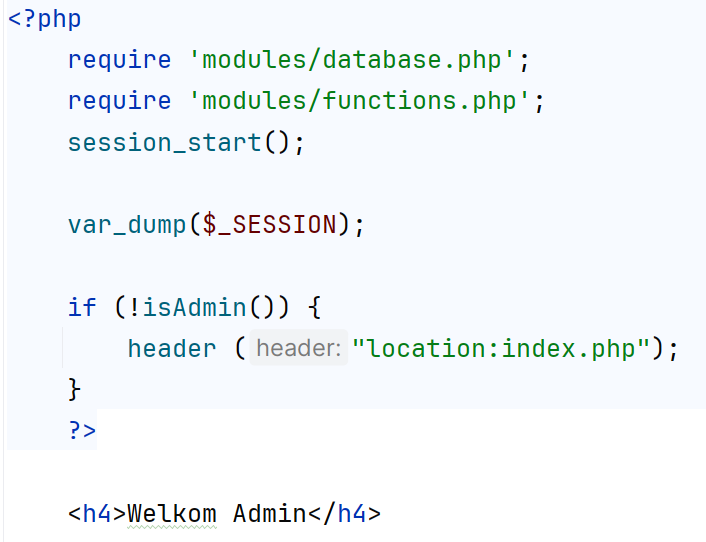 <?php
require 'modules/database.php';
require 'modules/functions.php';
session_start();
var_dump($_SESSION);
if (!isAdmin()) {
header ( header: "location:index.php");
}
?>
<h4>Welkom Admin</h4>